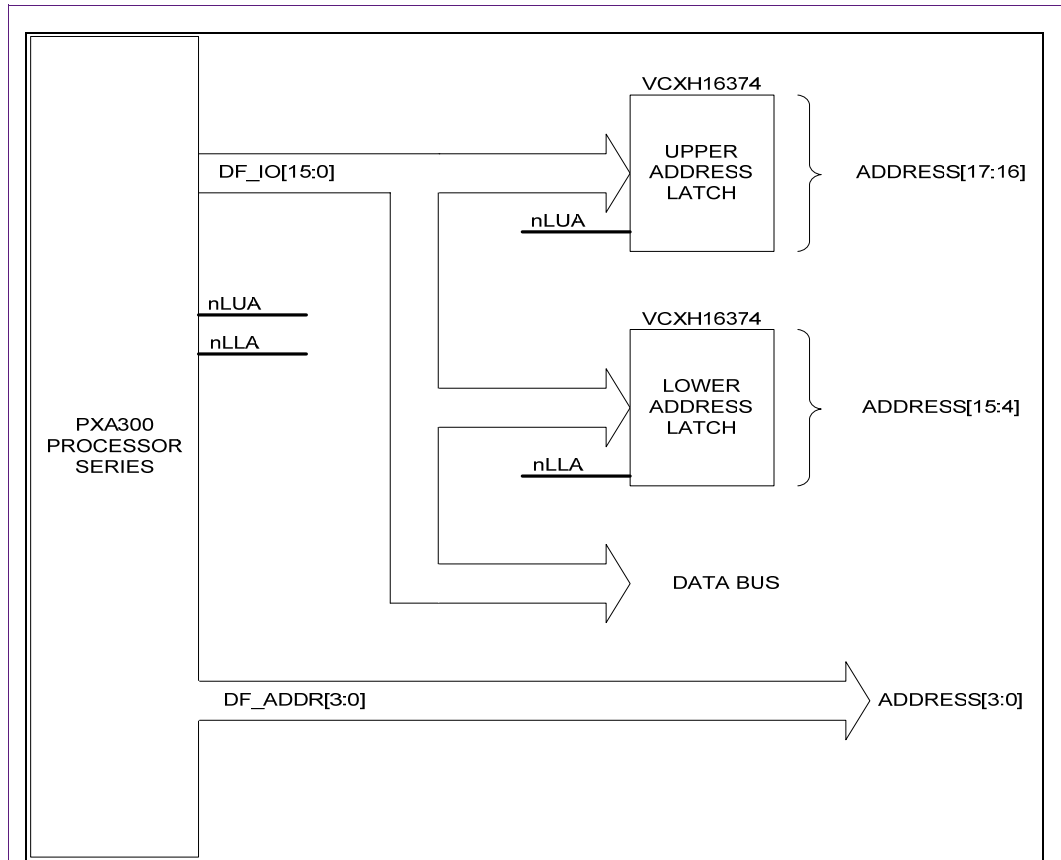 VCXH16374
UPPER
ADDRESS
LATCH
ADDRESS[17:16]
DF_IO[15:0]
nLUA
nLUA
nLLA
VCXH16374
LOWER
ADDRESS
LATCH
ADDRESS[15:4]
nLLA
PXA300
PROCESSOR
SERIES
DATA BUS
DF_ADDR[3:0]
ADDRESS[3:0]